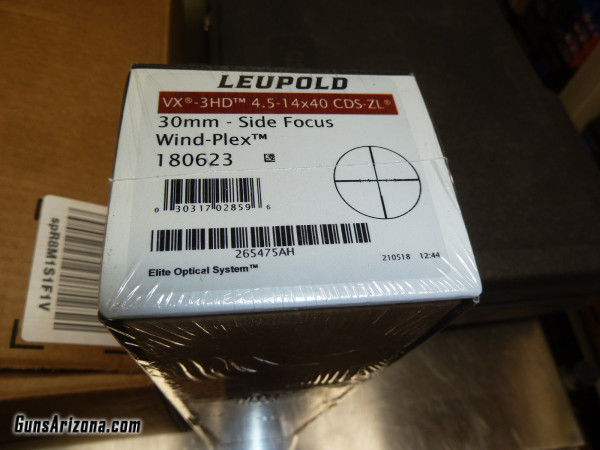 LEUPOLD
VX®-3HD™ 4.5-14x40 CDS-ZL®
30mm - Side Focus
Wind-Plex™
180623
0 30317 02859 6
265475AH
Elite Optical System™
210518 12:44
spR8M1S1F1V
GunsArizona.com